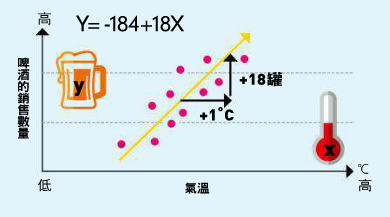 高
Y= -184+18X
啤酒的銷售數量
y
+18罐
+1℃
x
℃
低
氣溫
高